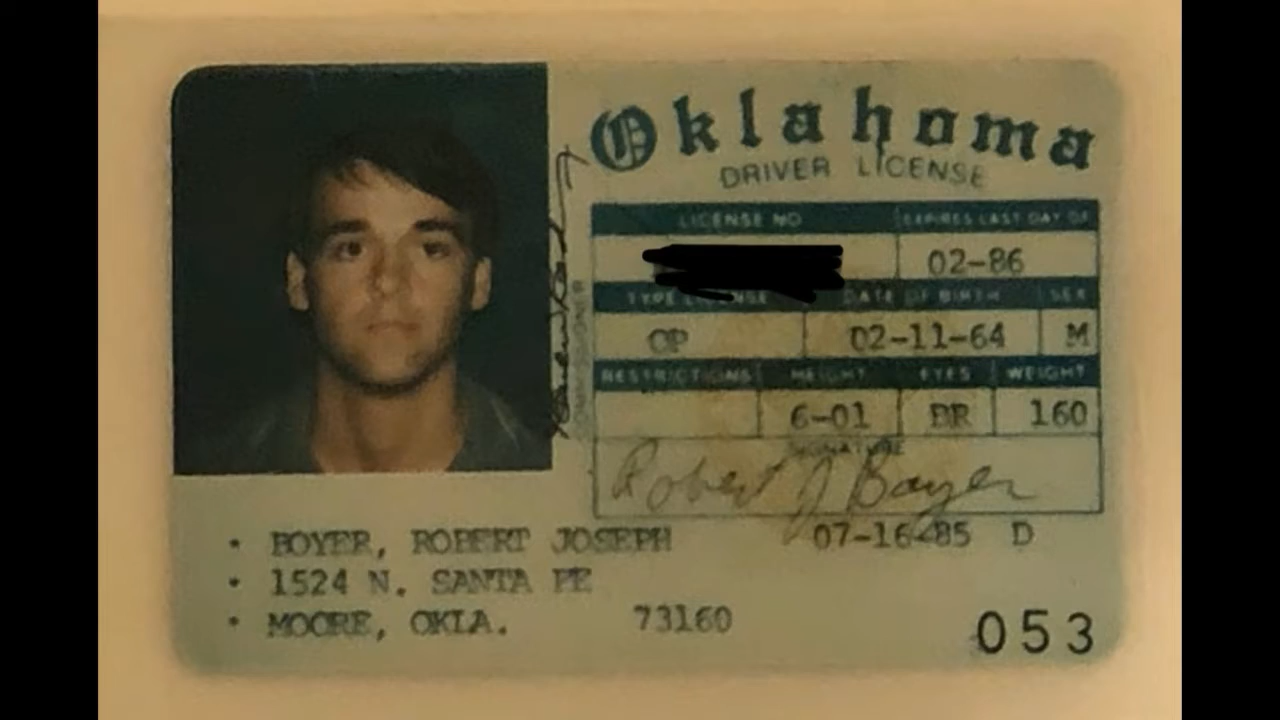 Oklahoma
DRIVER LICENSE
LICENSE NO
EXPIRES LAST DAY OF
02-86
TYPE LICENSE
DATE OF BIRTH
SEX
OP
02-11-64
M
RESTRICTIONS
HEIGHT
EYES
WEIGHT
6-01
BR
160
SIGNATURE
Robert J Boyer
07-16-85 D
• BOYER, ROBERT JOSEPH
• 1524 N. SANTA FE
• MOORE, OKLA. 73160
053
COMMISSIONER